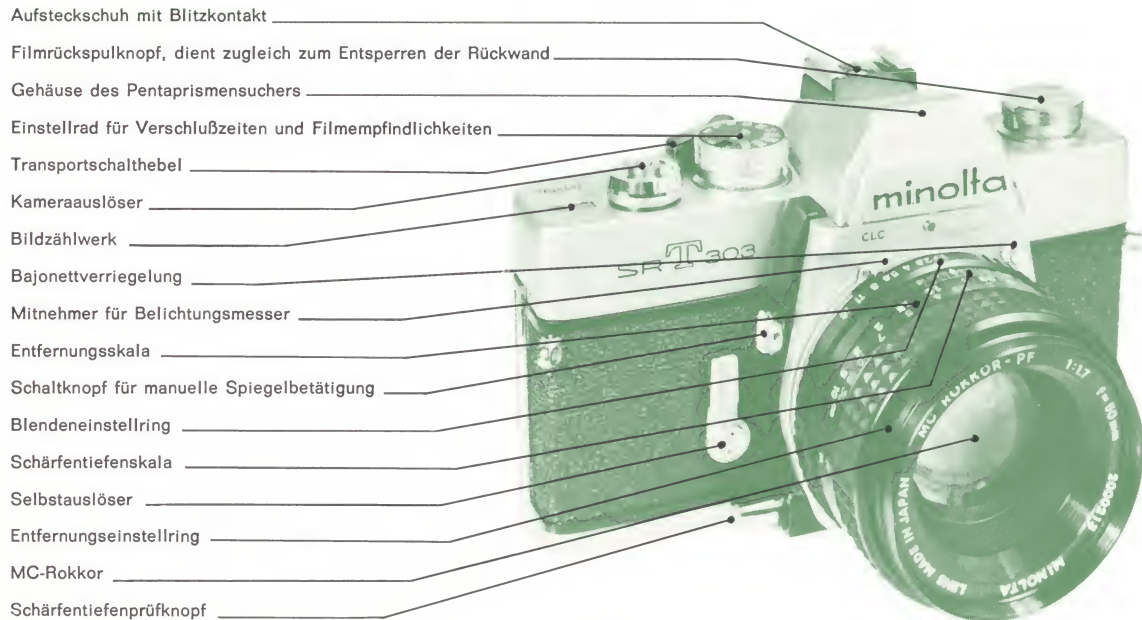 Aufsteckschuh mit Blitzkontakt
Filmrückspulknopf, dient zugleich zum Entsperren der Rückwand
Gehäuse des Pentaprismensuchers
Einstellrad für Verschlußzeiten und Filmempfindlichkeiten
Transportschalthebel
Kameraauslöser
Bildzählwerk
Bajonettverriegelung
Mitnehmer für Belichtungsmesser
Entfernungsskala
Schaltknopf für manuelle Spiegelbetätigung
Blendeneinstellring
Schärfentiefenskala
Selbstauslöser
Entfernungseinstellring
MC-Rokkor
Schärfentiefenprüfknopf
minolta
CLC
SRT303
MC ROKKOR-PF 1:1.7 f=50mm
MINOLTA
LENS MADE IN JAPAN